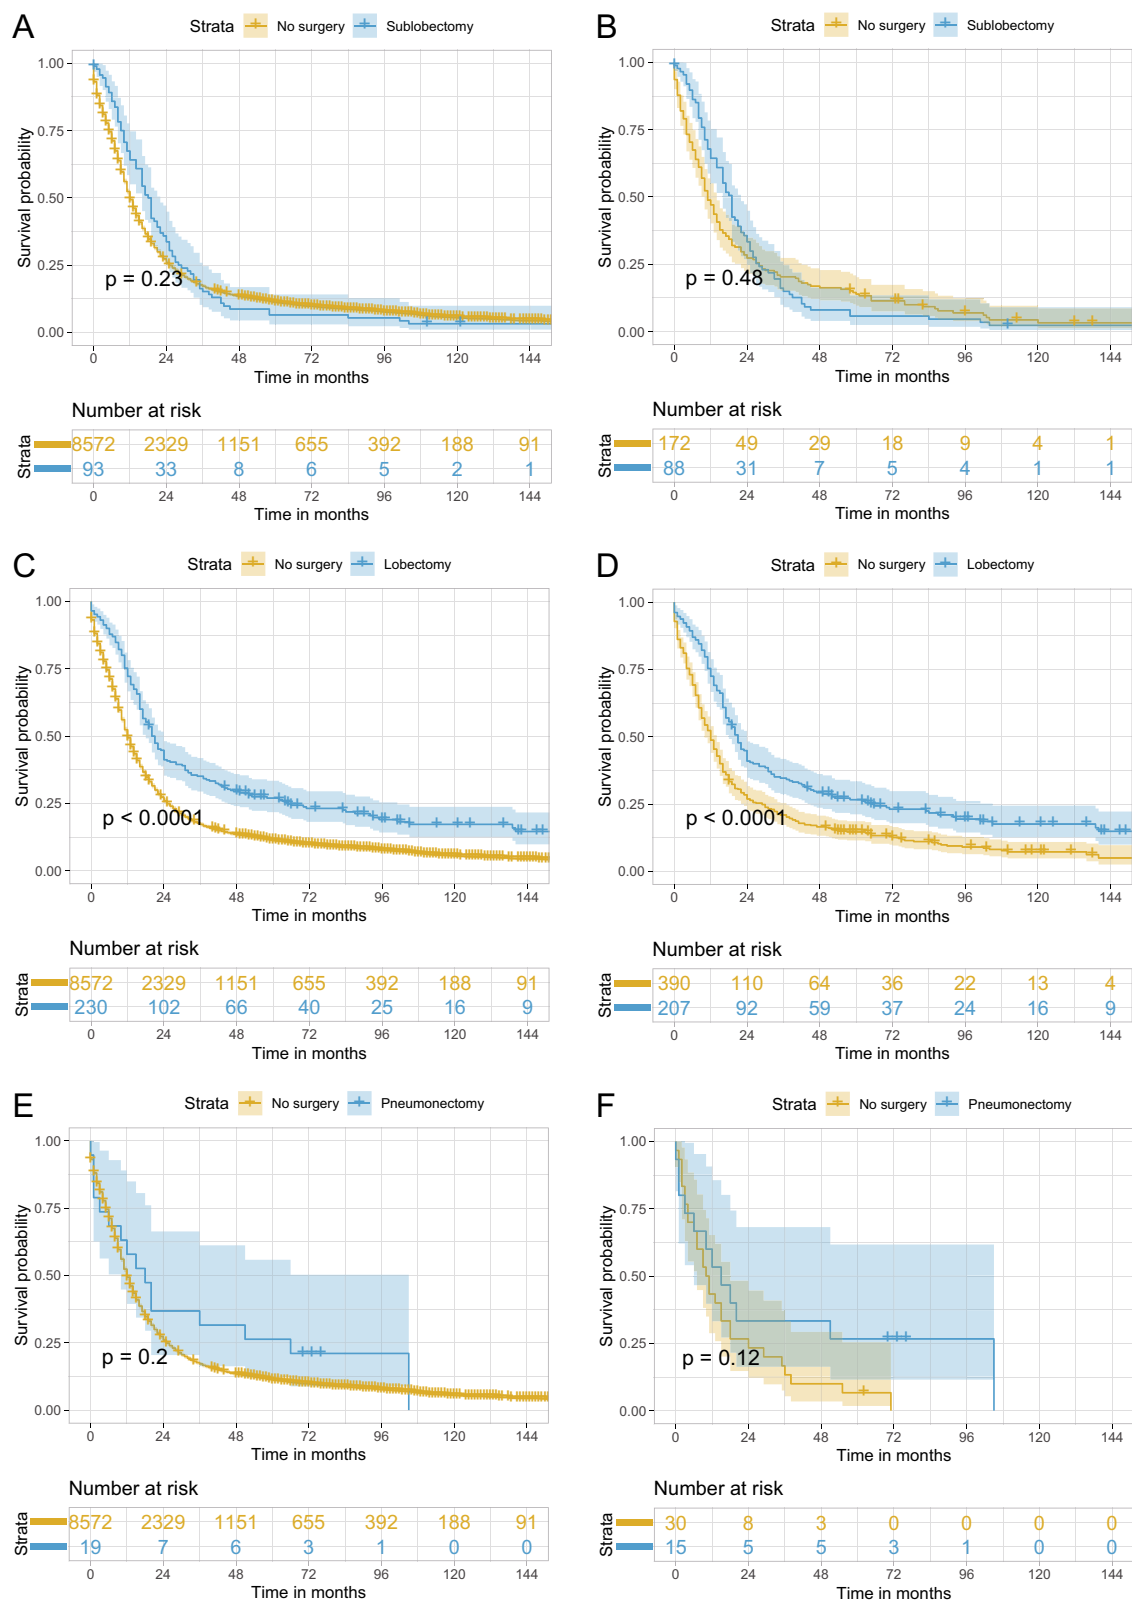 A
Strata No surgery Sublobectomy
1.00
0.75
0.50
0.25
0.00
Survival probability
p = 0.23
0 24 48 72 96 120 144
Time in months
Number at risk
Strata
8572 2329 1151 655 392 188 91
93 33 8 6 5 2 1
0 24 48 72 96 120 144
Time in months
B
Strata No surgery Sublobectomy
1.00
0.75
0.50
0.25
0.00
Survival probability
p = 0.48
0 24 48 72 96 120 144
Time in months
Number at risk
Strata
172 49 29 18 9 4 1
88 31 7 5 4 1 1
0 24 48 72 96 120 144
Time in months
C
Strata No surgery Lobectomy
1.00
0.75
0.50
0.25
0.00
Survival probability
p < 0.0001
0 24 48 72 96 120 144
Time in months
Number at risk
Strata
8572 2329 1151 655 392 188 91
230 102 66 40 25 16 9
0 24 48 72 96 120 144
Time in months
D
Strata No surgery Lobectomy
1.00
0.75
0.50
0.25
0.00
Survival probability
p < 0.0001
0 24 48 72 96 120 144
Time in months
Number at risk
Strata
390 110 64 36 22 13 4
207 92 59 37 24 16 9
0 24 48 72 96 120 144
Time in months
E
Strata No surgery Pneumonectomy
1.00
0.75
0.50
0.25
0.00
Survival probability
p = 0.2
0 24 48 72 96 120 144
Time in months
Number at risk
Strata
8572 2329 1151 655 392 188 91
19 7 6 3 1 0 0
0 24 48 72 96 120 144
Time in months
F
Strata No surgery Pneumonectomy
1.00
0.75
0.50
0.25
0.00
Survival probability
p = 0.12
0 24 48 72 96 120 144
Time in months
Number at risk
Strata
30 8 3 0 0 0 0
15 5 5 3 1 0 0
0 24 48 72 96 120 144
Time in months